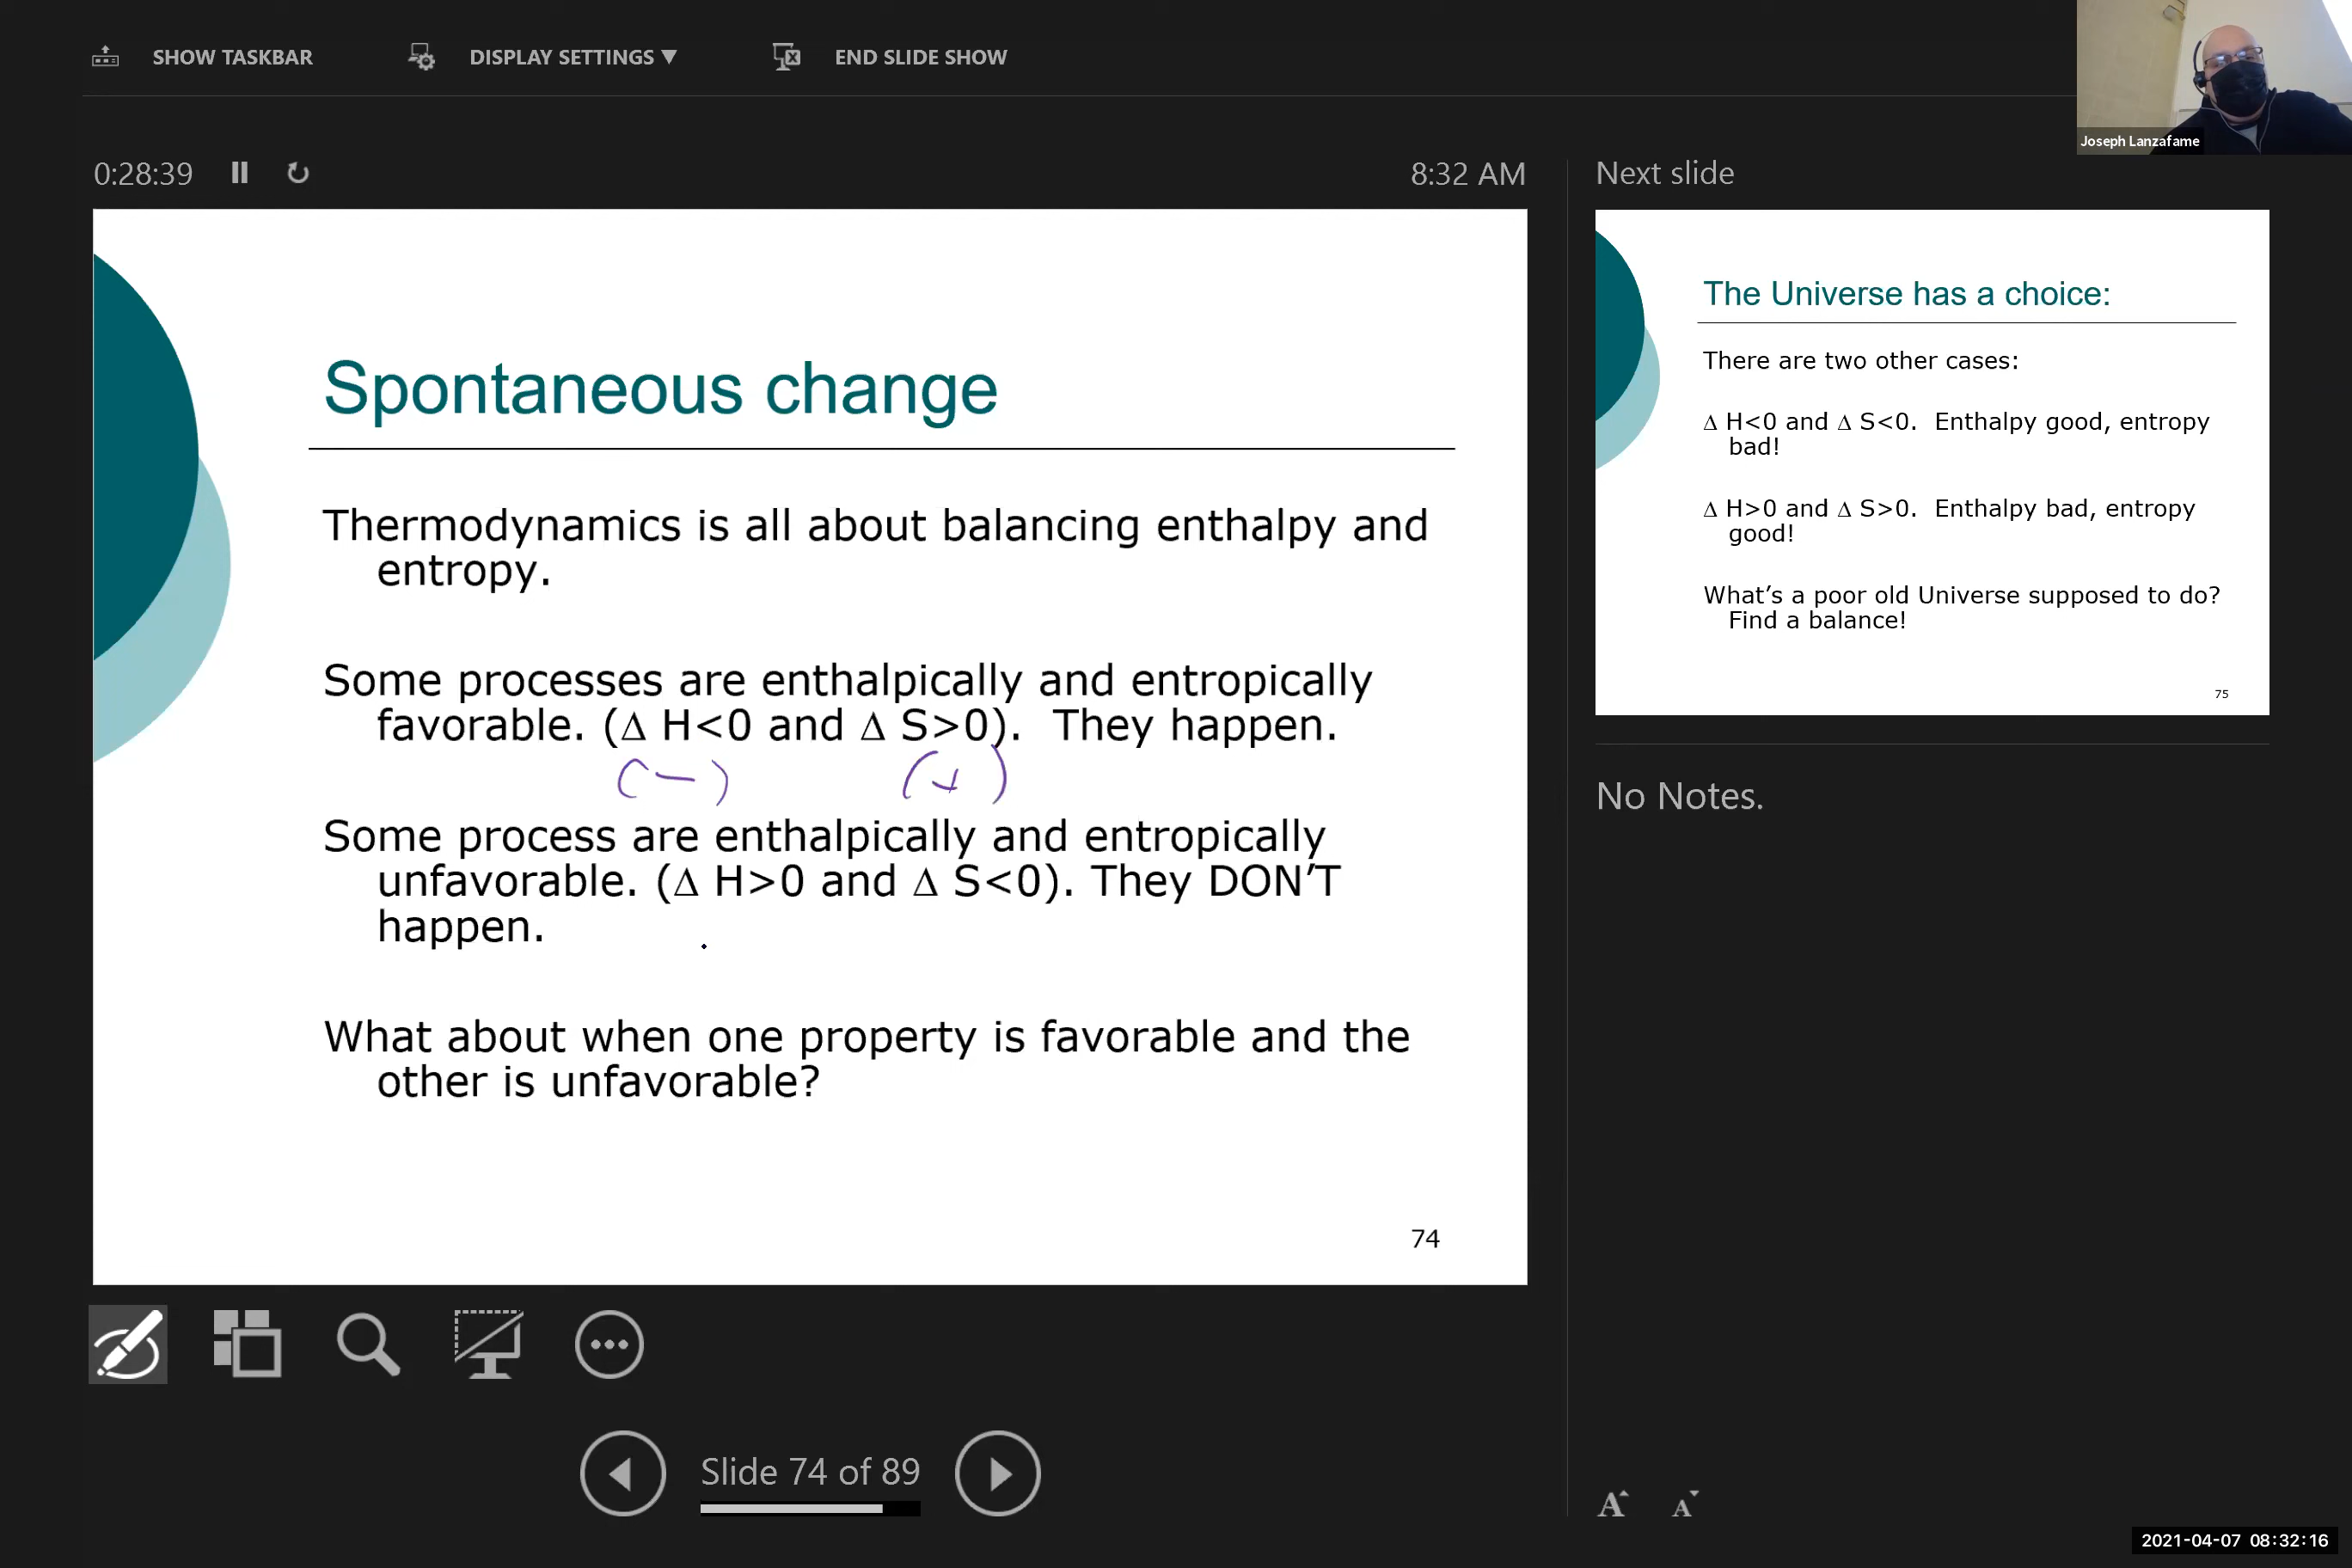 SHOW TASKBAR
DISPLAY SETTINGS ▼
END SLIDE SHOW
Joseph Lanzafame
0:28:39
8:32 AM
Spontaneous change
Thermodynamics is all about balancing enthalpy and
entropy.
Some processes are enthalpically and entropically
favorable. (Δ H<0 and Δ S>0).  They happen.
(−) (+)
Some process are enthalpically and entropically
unfavorable. (Δ H>0 and Δ S<0). They DON’T
happen.
What about when one property is favorable and the
other is unfavorable?
74
Next slide
The Universe has a choice:
There are two other cases:
Δ H<0 and Δ S<0.  Enthalpy good, entropy
bad!
Δ H>0 and Δ S>0.  Enthalpy bad, entropy
good!
What’s a poor old Universe supposed to do?
Find a balance!
75
No Notes.
Slide 74 of 89
A A
2021-04-07 08:32:16